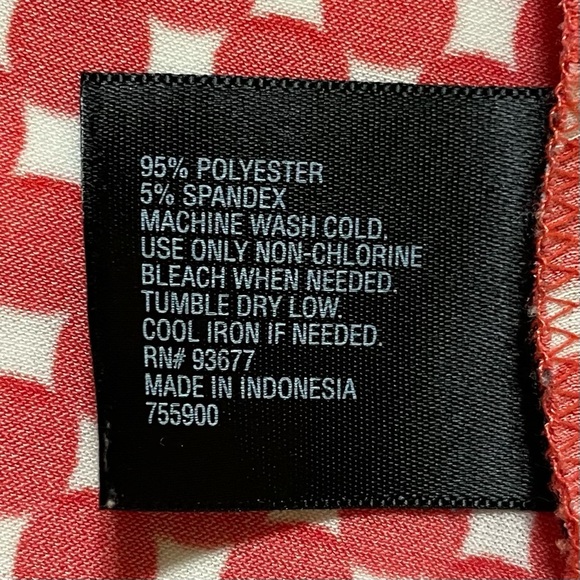 95% POLYESTER
5% SPANDEX
MACHINE WASH COLD.
USE ONLY NON-CHLORINE
BLEACH WHEN NEEDED.
TUMBLE DRY LOW.
COOL IRON IF NEEDED.
RN# 93677
MADE IN INDONESIA
755900